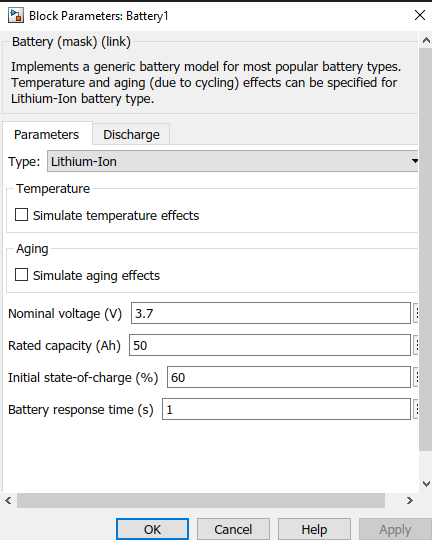 Block Parameters: Battery1
Battery (mask) (link)
Implements a generic battery model for most popular battery types.
Temperature and aging (due to cycling) effects can be specified for
Lithium-Ion battery type.
Parameters Discharge
Type: Lithium-Ion
Temperature
Simulate temperature effects
Aging
Simulate aging effects
Nominal voltage (V) 3.7
Rated capacity (Ah) 50
Initial state-of-charge (%) 60
Battery response time (s) 1
OK Cancel Help Apply